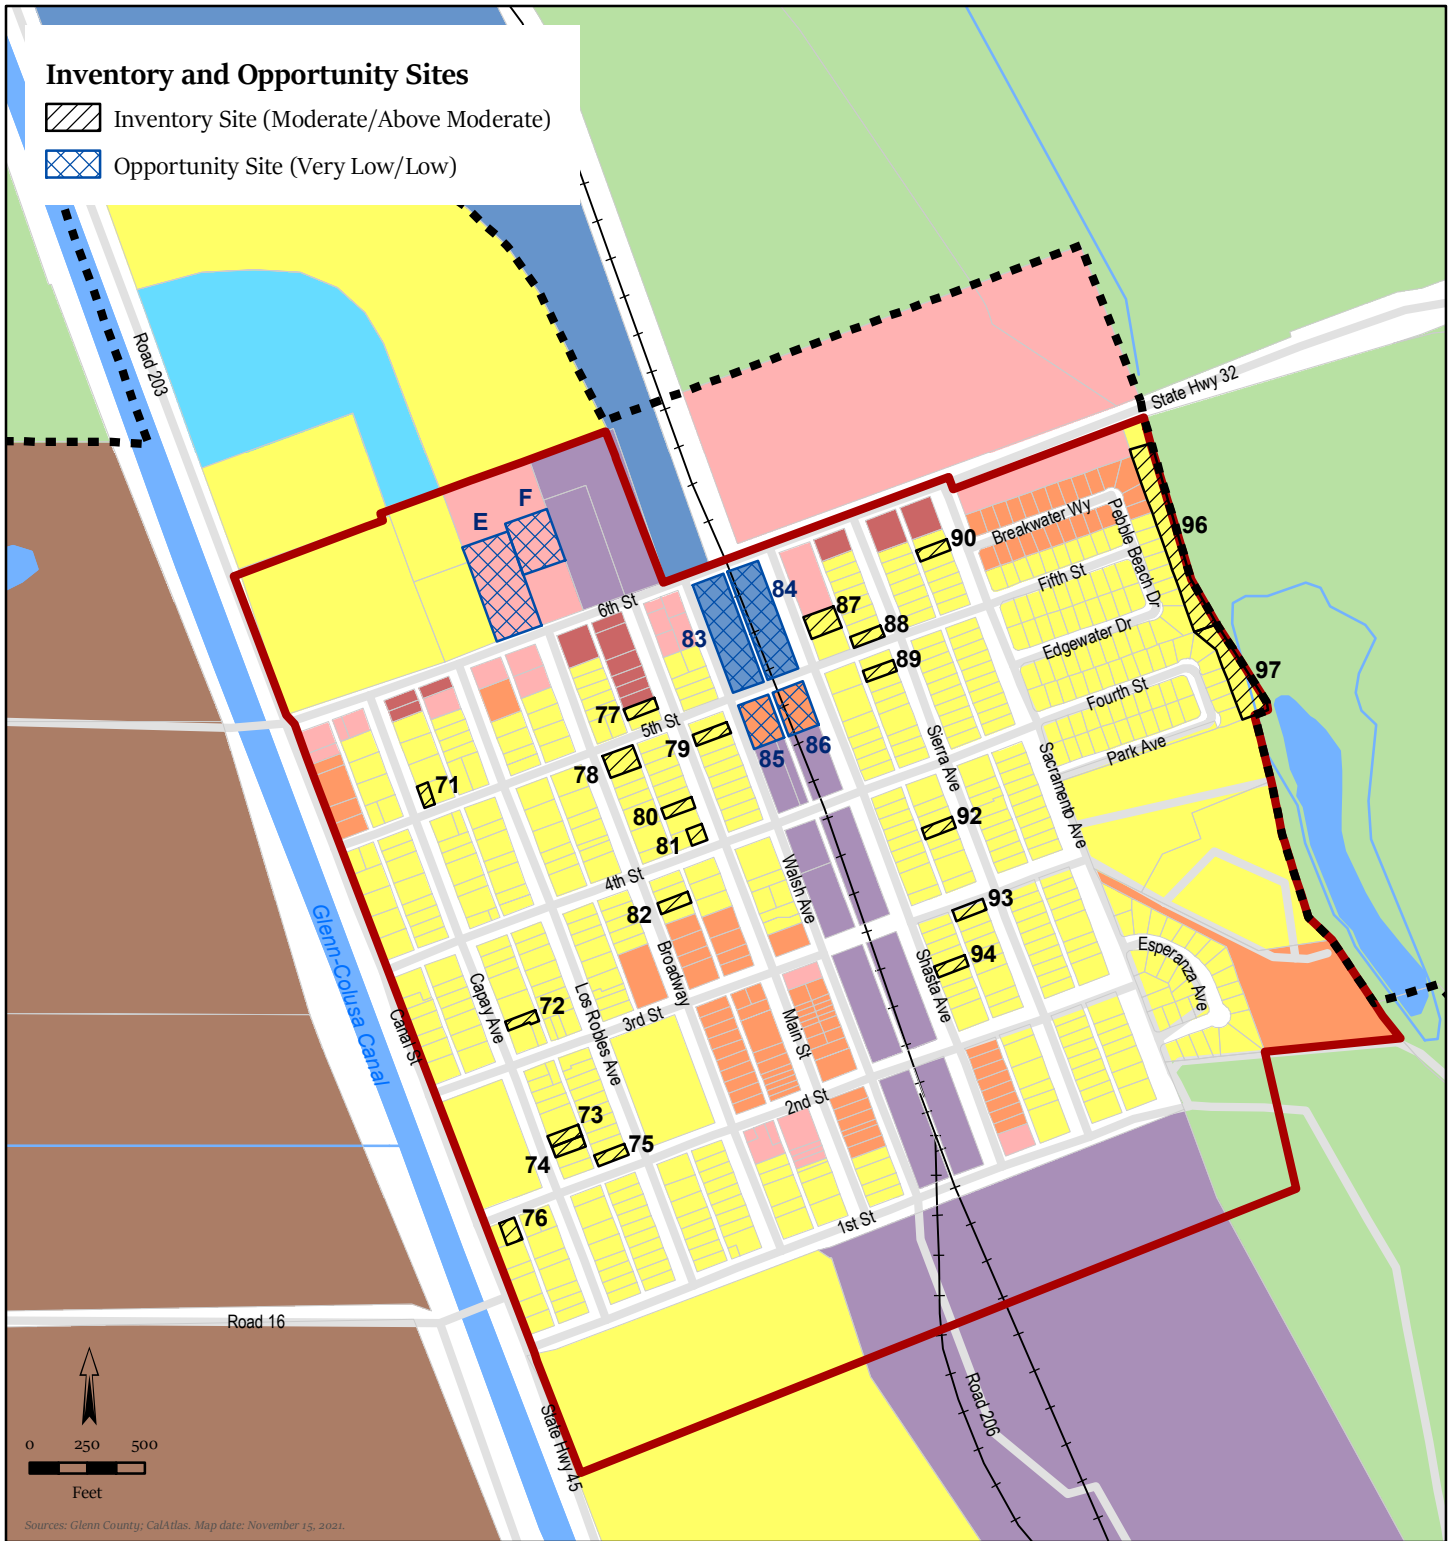 Inventory and Opportunity Sites
Inventory Site (Moderate/Above Moderate)
Opportunity Site (Very Low/Low)
Road 203
State Hwy 32
F
E
96
90
Breakwater Wy
Pebble Beach Dr
Fifth St
84
6th St
87
83
88
Edgewater Dr
89
97
Fourth St
77
5th St
79
86
85
Sierra Ave
Park Ave
78
71
Sacramento Ave
80
92
81
4th St
Walsh Ave
93
82
Glenn-Colusa Canal
Broadway
94
Shasta Ave
Esperanza Ave
Capay Ave
72
Los Robles Ave
3rd St
Main St
Canal St
2nd St
73
75
74
76
1st St
Road 16
Road 206
State Hwy 45
0 250 500
Feet
Sources: Glenn County; CalAtlas. Map date: November 15, 2021.